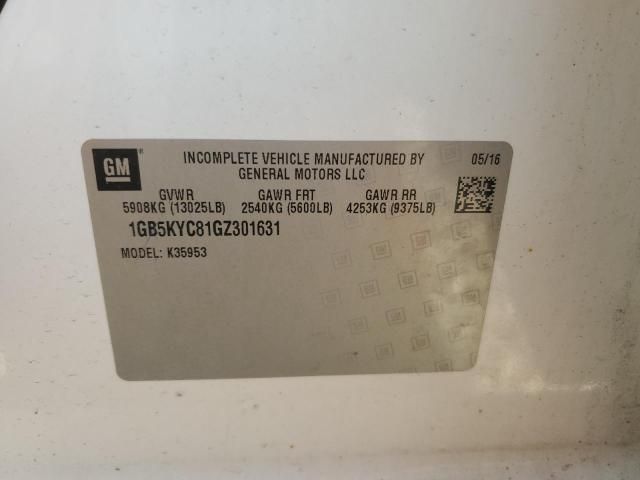 GM
INCOMPLETE VEHICLE MANUFACTURED BY
GENERAL MOTORS LLC
05/16
GVWR GAWR FRT GAWR RR
5908KG (13025LB) 2540KG (5600LB) 4253KG (9375LB)
1GB5KYC81GZ301631
MODEL: K35953